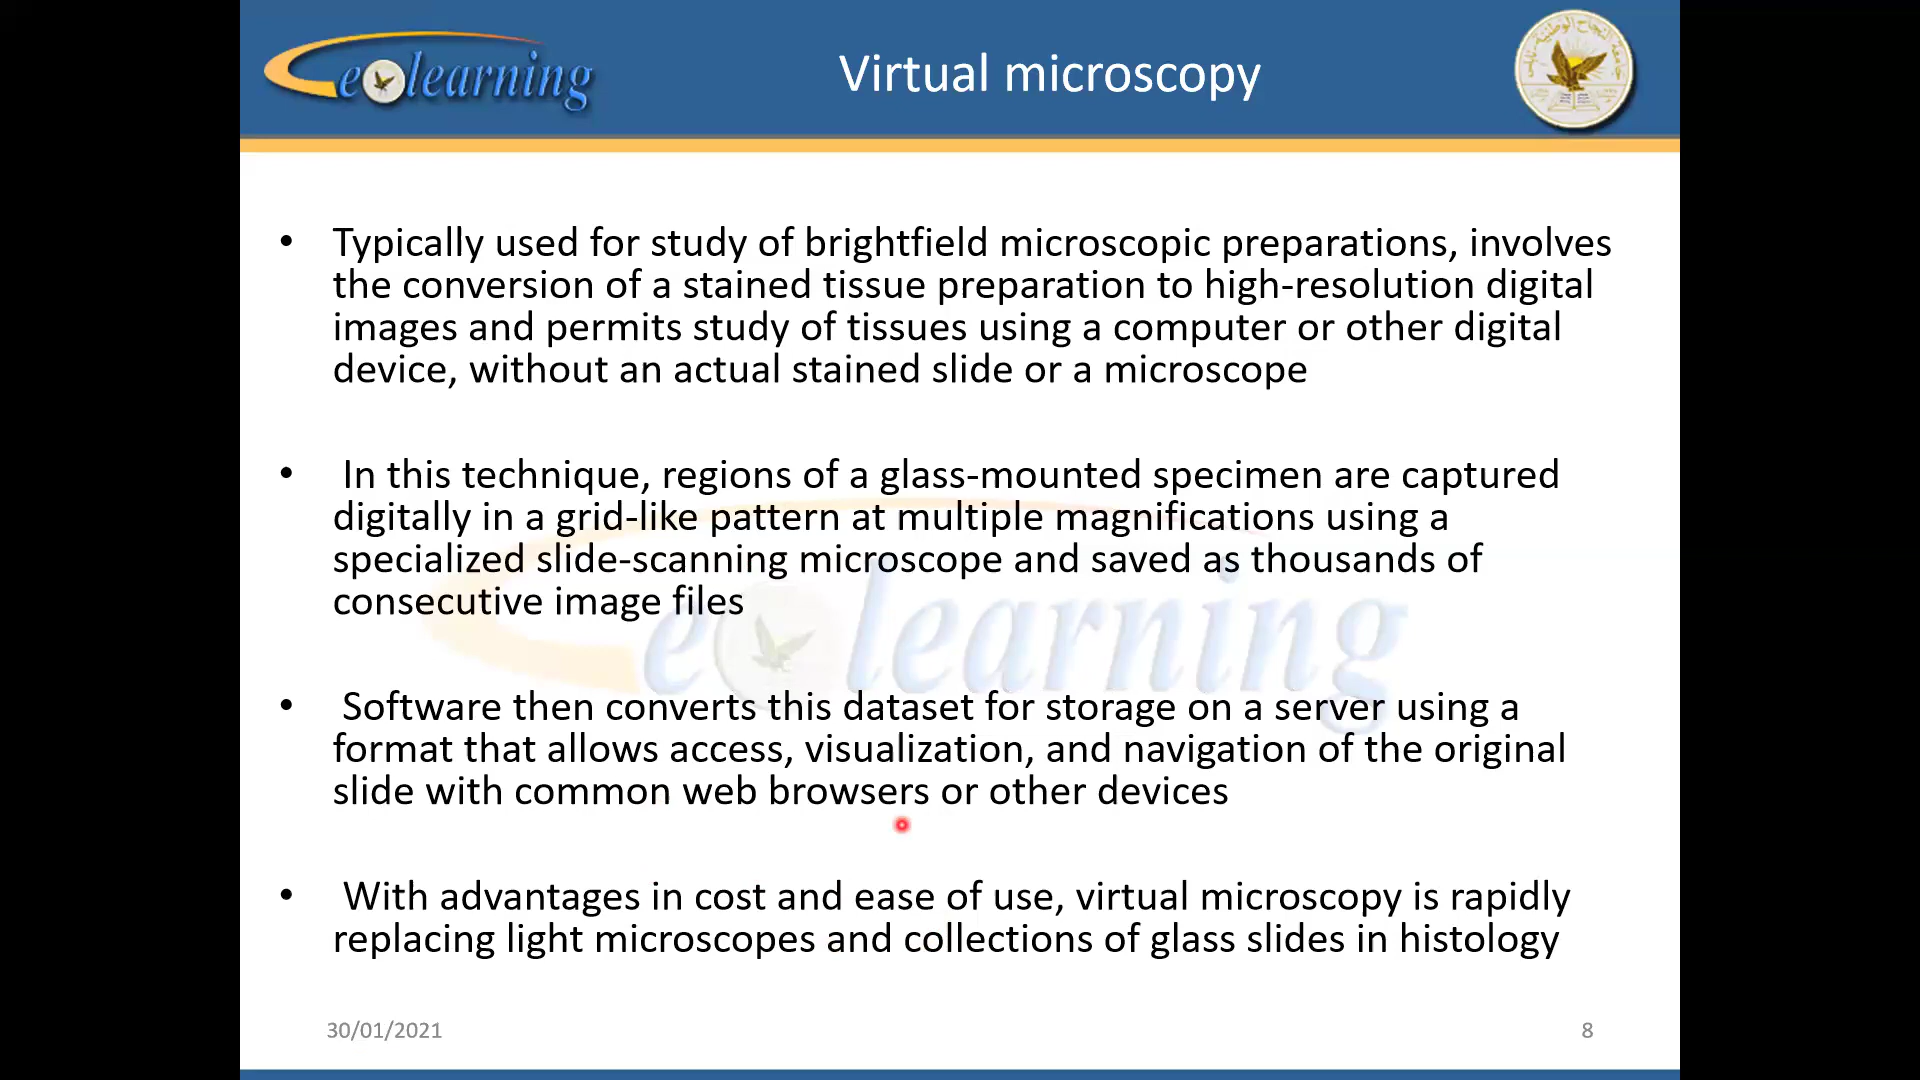 elearning
Virtual microscopy
• Typically used for study of brightfield microscopic preparations, involves
the conversion of a stained tissue preparation to high-resolution digital
images and permits study of tissues using a computer or other digital
device, without an actual stained slide or a microscope
• In this technique, regions of a glass-mounted specimen are captured
digitally in a grid-like pattern at multiple magnifications using a
specialized slide-scanning microscope and saved as thousands of
consecutive image files
elearning
• Software then converts this dataset for storage on a server using a
format that allows access, visualization, and navigation of the original
slide with common web browsers or other devices
• With advantages in cost and ease of use, virtual microscopy is rapidly
replacing light microscopes and collections of glass slides in histology
30/01/2021
8